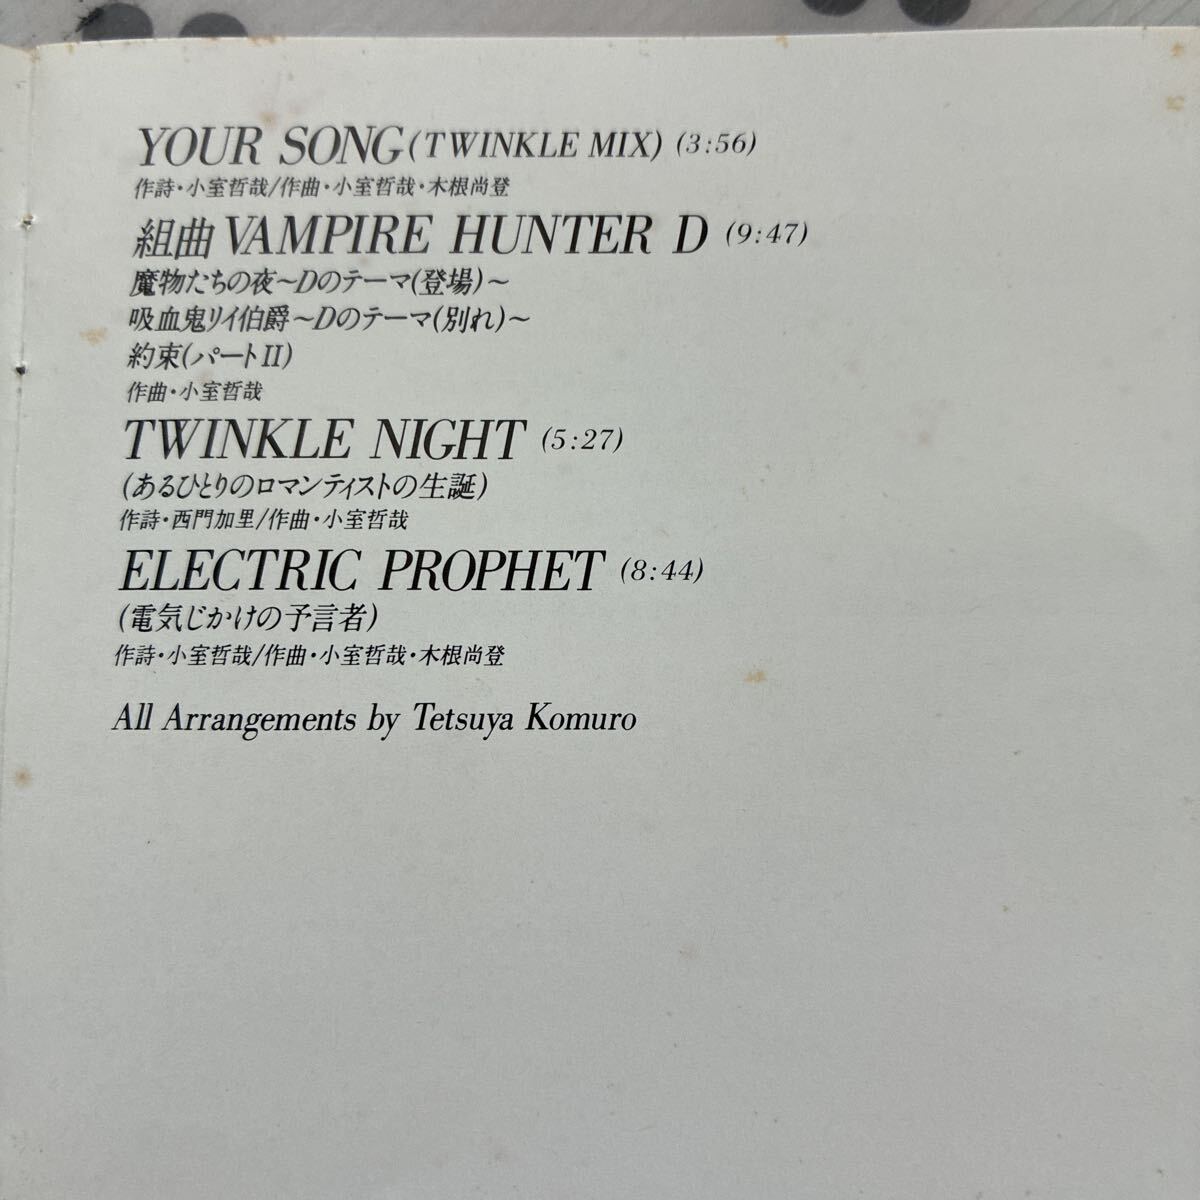 YOUR SONG (TWINKLE MIX) (3:56)
作詩・小室哲哉/作曲・小室哲哉・木根尚登
組曲 VAMPIRE HUNTER D (9:47)
魔物たちの夜〜Dのテーマ(登場)〜
吸血鬼リイ伯爵〜Dのテーマ(別れ)〜
約束(パートII)
作曲・小室哲哉
TWINKLE NIGHT (5:27)
(あるひとりのロマンティストの生誕)
作詩・西門加里/作曲・小室哲哉
ELECTRIC PROPHET (8:44)
(電気じかけの予言者)
作詩・小室哲哉/作曲・小室哲哉・木根尚登
All Arrangements by Tetsuya Komuro